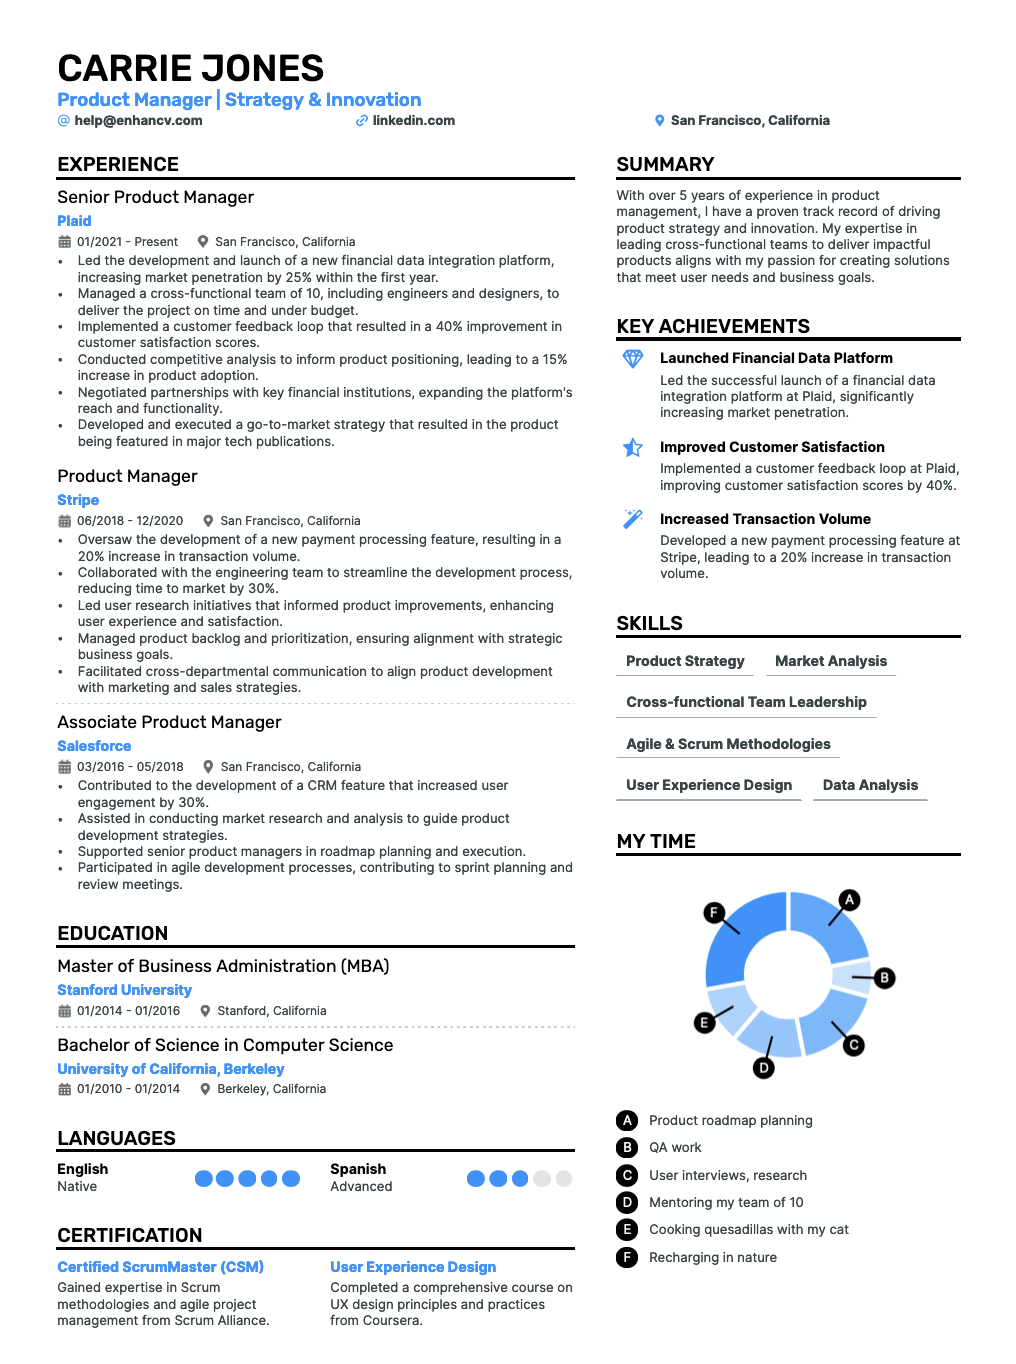 CARRIE JONES
Product Manager | Strategy & Innovation
help@enhancv.com
linkedin.com
San Francisco, California
EXPERIENCE
Senior Product Manager
Plaid
01/2021 - Present
San Francisco, California
• Led the development and launch of a new financial data integration platform,
increasing market penetration by 25% within the first year.
• Managed a cross-functional team of 10, including engineers and designers, to
deliver the project on time and under budget.
• Implemented a customer feedback loop that resulted in a 40% improvement in
customer satisfaction scores.
• Conducted competitive analysis to inform product positioning, leading to a 15%
increase in product adoption.
• Negotiated partnerships with key financial institutions, expanding the platform's
reach and functionality.
• Developed and executed a go-to-market strategy that resulted in the product
being featured in major tech publications.
Product Manager
Stripe
06/2018 - 12/2020
San Francisco, California
• Oversaw the development of a new payment processing feature, resulting in a
20% increase in transaction volume.
• Collaborated with the engineering team to streamline the development process,
reducing time to market by 30%.
• Led user research initiatives that informed product improvements, enhancing
user experience and satisfaction.
• Managed product backlog and prioritization, ensuring alignment with strategic
business goals.
• Facilitated cross-departmental communication to align product development
with marketing and sales strategies.
Associate Product Manager
Salesforce
03/2016 - 05/2018
San Francisco, California
• Contributed to the development of a CRM feature that increased user
engagement by 30%.
• Assisted in conducting market research and analysis to guide product
development strategies.
• Supported senior product managers in roadmap planning and execution.
• Participated in agile development processes, contributing to sprint planning and
review meetings.
EDUCATION
Master of Business Administration (MBA)
Stanford University
01/2014 - 01/2016
Stanford, California
Bachelor of Science in Computer Science
University of California, Berkeley
01/2010 - 01/2014
Berkeley, California
LANGUAGES
English
Native
Spanish
Advanced
CERTIFICATION
Certified ScrumMaster (CSM)
Gained expertise in Scrum
methodologies and agile project
management from Scrum Alliance.
User Experience Design
Completed a comprehensive course on
UX design principles and practices
from Coursera.
SUMMARY
With over 5 years of experience in product
management, I have a proven track record of driving
product strategy and innovation. My expertise in
leading cross-functional teams to deliver impactful
products aligns with my passion for creating solutions
that meet user needs and business goals.
KEY ACHIEVEMENTS
Launched Financial Data Platform
Led the successful launch of a financial data
integration platform at Plaid, significantly
increasing market penetration.
Improved Customer Satisfaction
Implemented a customer feedback loop at Plaid,
improving customer satisfaction scores by 40%.
Increased Transaction Volume
Developed a new payment processing feature at
Stripe, leading to a 20% increase in transaction
volume.
SKILLS
Product Strategy
Market Analysis
Cross-functional Team Leadership
Agile & Scrum Methodologies
User Experience Design
Data Analysis
MY TIME
A
B
C
D
E
F
A Product roadmap planning
B QA work
C User interviews, research
D Mentoring my team of 10
E Cooking quesadillas with my cat
F Recharging in nature